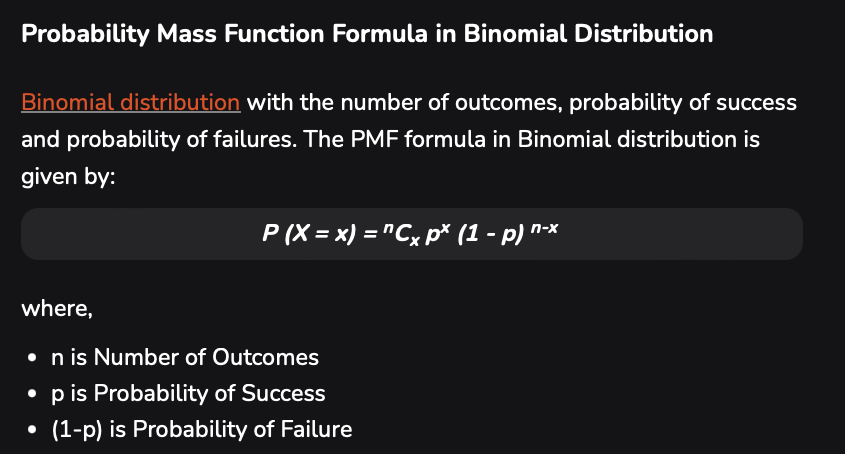 Probability Mass Function Formula in Binomial Distribution
Binomial distribution with the number of outcomes, probability of success
and probability of failures. The PMF formula in Binomial distribution is
given by:
P (X = x) = ⁿCₓ pˣ (1 - p) ⁿ⁻ˣ
where,
• n is Number of Outcomes
• p is Probability of Success
• (1-p) is Probability of Failure